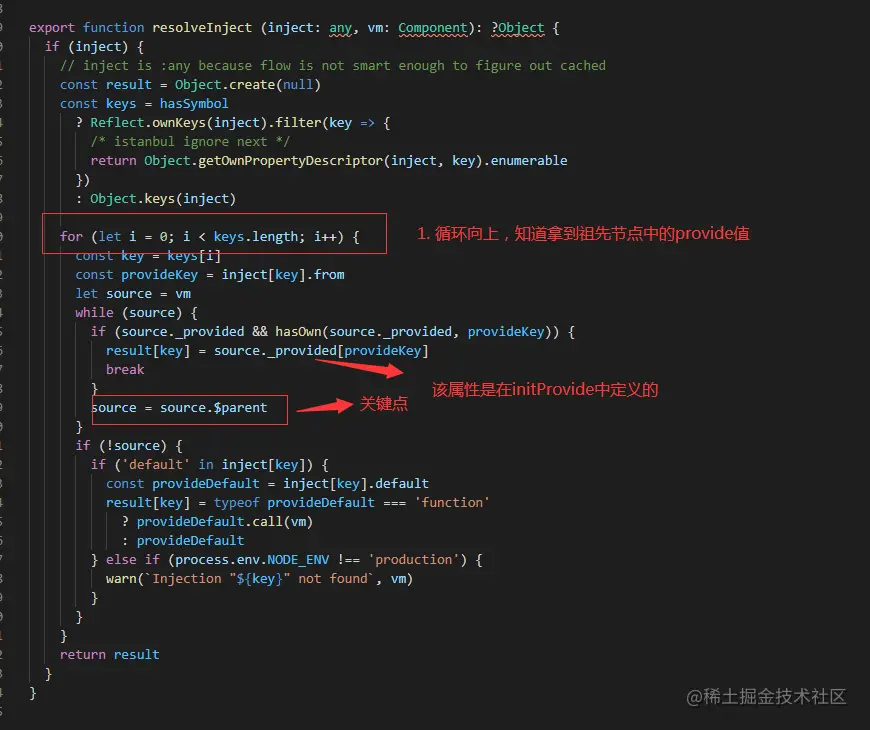 export function resolveInject (inject: any, vm: Component): ?Object {
if (inject) {
// inject is :any because flow is not smart enough to figure out cached
const result = Object.create(null)
const keys = hasSymbol
? Reflect.ownKeys(inject).filter(key => {
/* istanbul ignore next */
return Object.getOwnPropertyDescriptor(inject, key).enumerable
})
: Object.keys(inject)
for (let i = 0; i < keys.length; i++) {
1. 循环向上，知道拿到祖先节点中的provide值
const key = keys[i]
const provideKey = inject[key].from
let source = vm
while (source) {
if (source._provided && hasOwn(source._provided, provideKey)) {
result[key] = source._provided[provideKey]
break
}
该属性是在initProvide中定义的
source = source.$parent
关键点
}
if (!source) {
if ('default' in inject[key]) {
const provideDefault = inject[key].default
result[key] = typeof provideDefault === 'function'
? provideDefault.call(vm)
: provideDefault
} else if (process.env.NODE_ENV !== 'production') {
warn(`Injection "${key}" not found`, vm)
}
}
}
return result
}
}
@稀土掘金技术社区